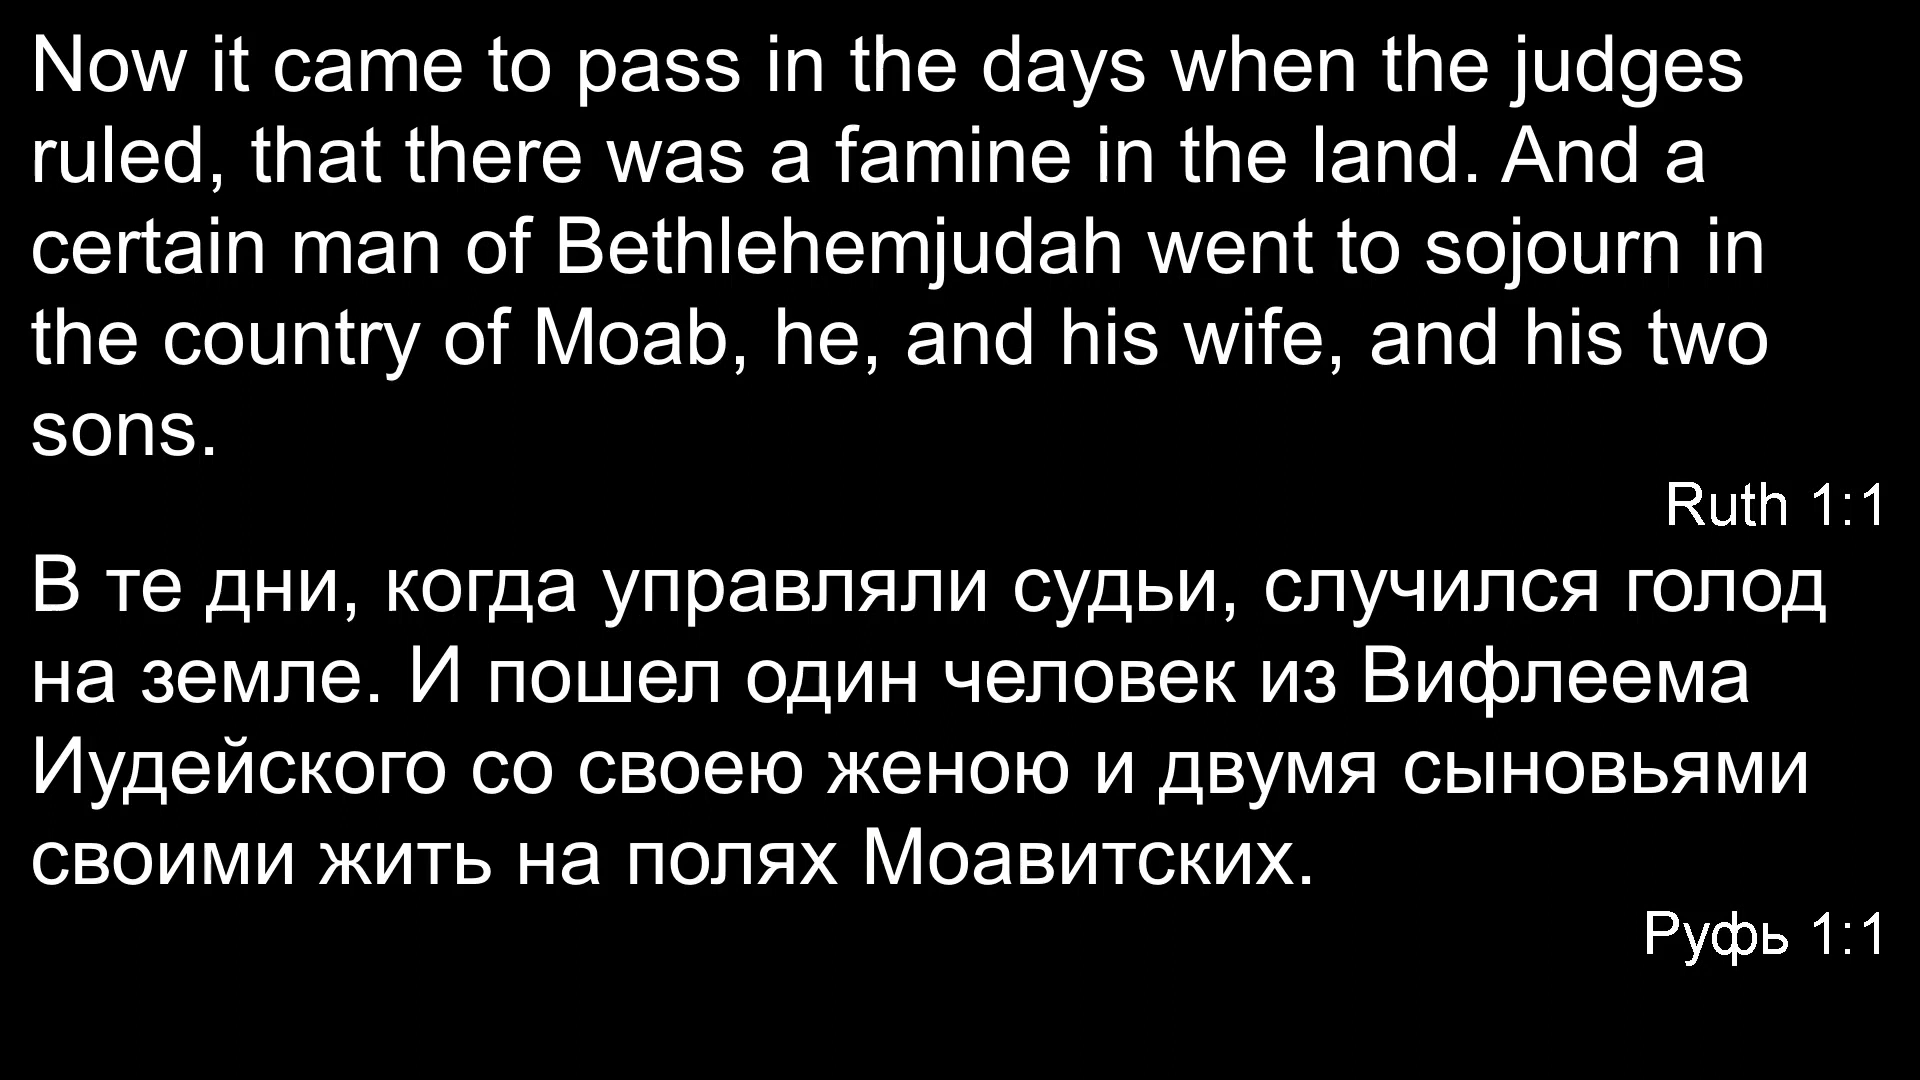 Now it came to pass in the days when the judges
ruled, that there was a famine in the land. And a
certain man of Bethlehemjudah went to sojourn in
the country of Moab, he, and his wife, and his two
sons.
Ruth 1:1
В те дни, когда управляли судьи, случился голод
на земле. И пошел один человек из Вифлеема
Иудейского со своею женою и двумя сыновьями
своими жить на полях Моавитских.
Руфь 1:1